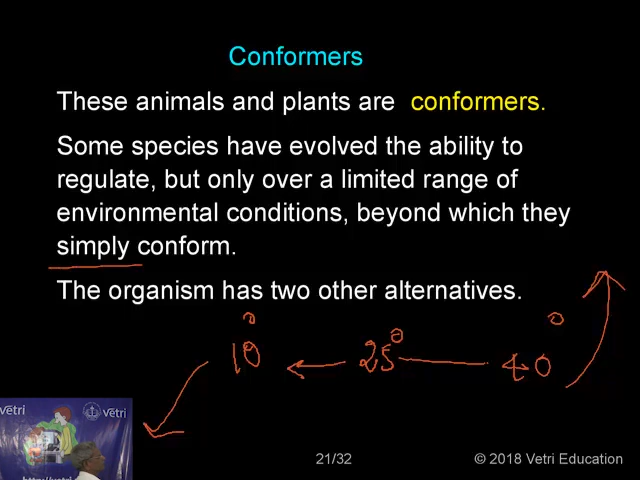 Conformers
These animals and plants are conformers.
Some species have evolved the ability to
regulate, but only over a limited range of
environmental conditions, beyond which they
simply conform.
The organism has two other alternatives.
10° 25° 40°
vetri Vetri
http://vetri
21/32 © 2018 Vetri Education